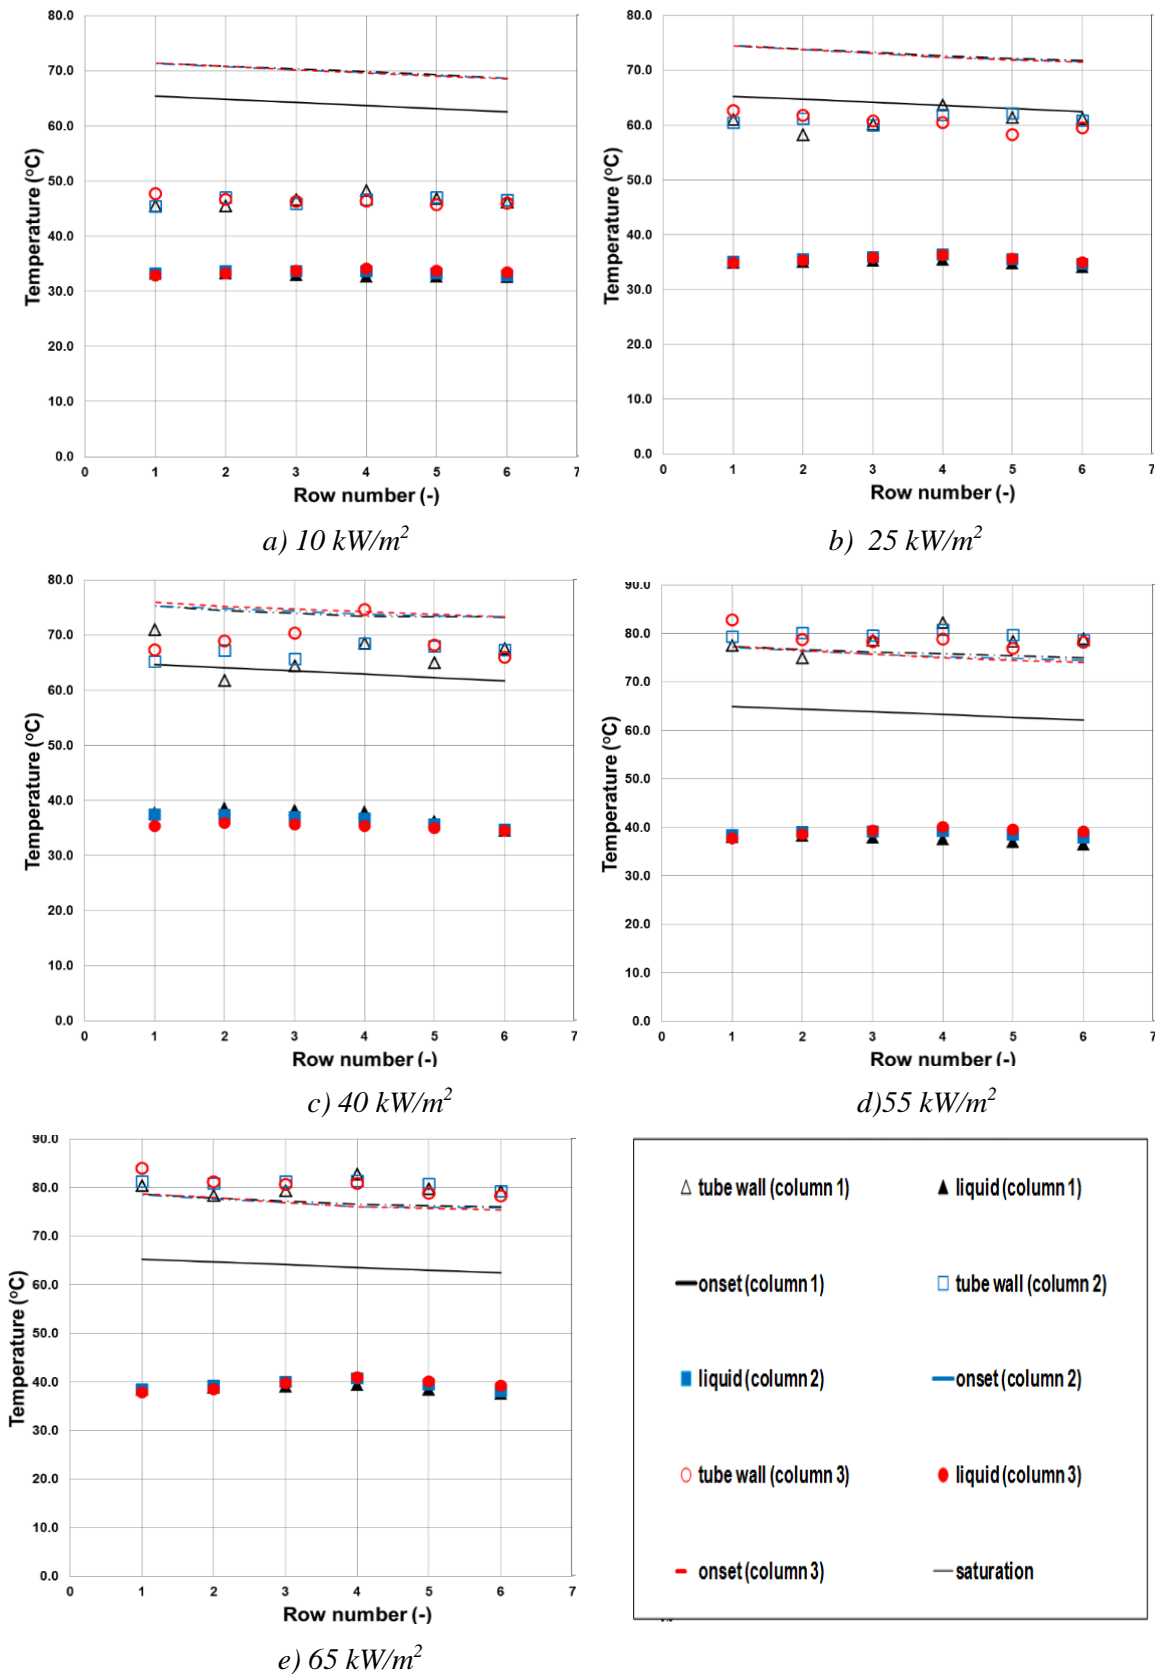 80.0
70.0
60.0
50.0
40.0
30.0
20.0
10.0
0.0
Temperature (°C)
0 1 2 3 4 5 6 7
Row number (-)
a) 10 kW/m²
80.0
70.0
60.0
50.0
40.0
30.0
20.0
10.0
0.0
Temperature (°C)
0 1 2 3 4 5 6 7
Row number (-)
b) 25 kW/m²
80.0
70.0
60.0
50.0
40.0
30.0
20.0
10.0
0.0
Temperature (°C)
0 1 2 3 4 5 6 7
Row number (-)
c) 40 kW/m²
90.0
80.0
70.0
60.0
50.0
40.0
30.0
20.0
10.0
0.0
Temperature (°C)
0 1 2 3 4 5 6 7
Row number (-)
d)55 kW/m²
90.0
80.0
70.0
60.0
50.0
40.0
30.0
20.0
10.0
0.0
Temperature (°C)
0 1 2 3 4 5 6 7
Row number (-)
e) 65 kW/m²
tube wall (column 1) liquid (column 1)
onset (column 1) tube wall (column 2)
liquid (column 2) onset (column 2)
tube wall (column 3) liquid (column 3)
onset (column 3) saturation